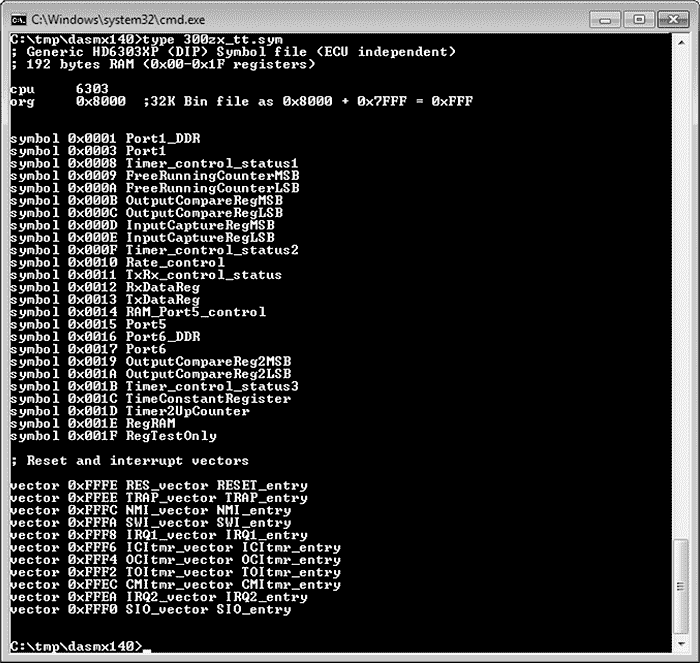 C:\Windows\system32\cmd.exe
C:\tmp\dasmx140>type 300zx_tt.sym
; Generic HD6303XP (DIP) Symbol file (ECU independent)
; 192 bytes RAM (0x00-0x1F registers)
cpu 6303
org 0x8000 ;32K Bin file as 0x8000 + 0x7FFF = 0xFFF
symbol 0x0001 Port1_DDR
symbol 0x0003 Port1
symbol 0x0008 Timer_control_status1
symbol 0x0009 FreeRunningCounterMSB
symbol 0x000A FreeRunningCounterLSB
symbol 0x000B OutputCompareRegMSB
symbol 0x000C OutputCompareRegLSB
symbol 0x000D InputCaptureRegMSB
symbol 0x000E InputCaptureRegLSB
symbol 0x000F Timer_control_status2
symbol 0x0010 Rate_control
symbol 0x0011 TxRx_control_status
symbol 0x0012 RxDataReg
symbol 0x0013 TxDataReg
symbol 0x0014 RAM_Port5_control
symbol 0x0015 Port5
symbol 0x0016 Port6_DDR
symbol 0x0017 Port6
symbol 0x0019 OutputCompareReg2MSB
symbol 0x001A OutputCompareReg2LSB
symbol 0x001B Timer_control_status3
symbol 0x001C TimeConstantRegister
symbol 0x001D Timer2UpCounter
symbol 0x001E RegRAM
symbol 0x001F RegTestOnly
; Reset and interrupt vectors
vector 0xFFFE RES_vector RESET_entry
vector 0xFFEE TRAP_vector TRAP_entry
vector 0xFFFC NMI_vector NMI_entry
vector 0xFFFA SWI_vector SWI_entry
vector 0xFFF8 IRQ1_vector IRQ1_entry
vector 0xFFF6 ICItmr_vector ICItmr_entry
vector 0xFFF4 OCItmr_vector OCItmr_entry
vector 0xFFF2 TOItmr_vector TOItmr_entry
vector 0xFFEC CMItmr_vector CMItmr_entry
vector 0xFFEA IRQ2_vector IRQ2_entry
vector 0xFFF0 SIO_vector SIO_entry
C:\tmp\dasmx140>_